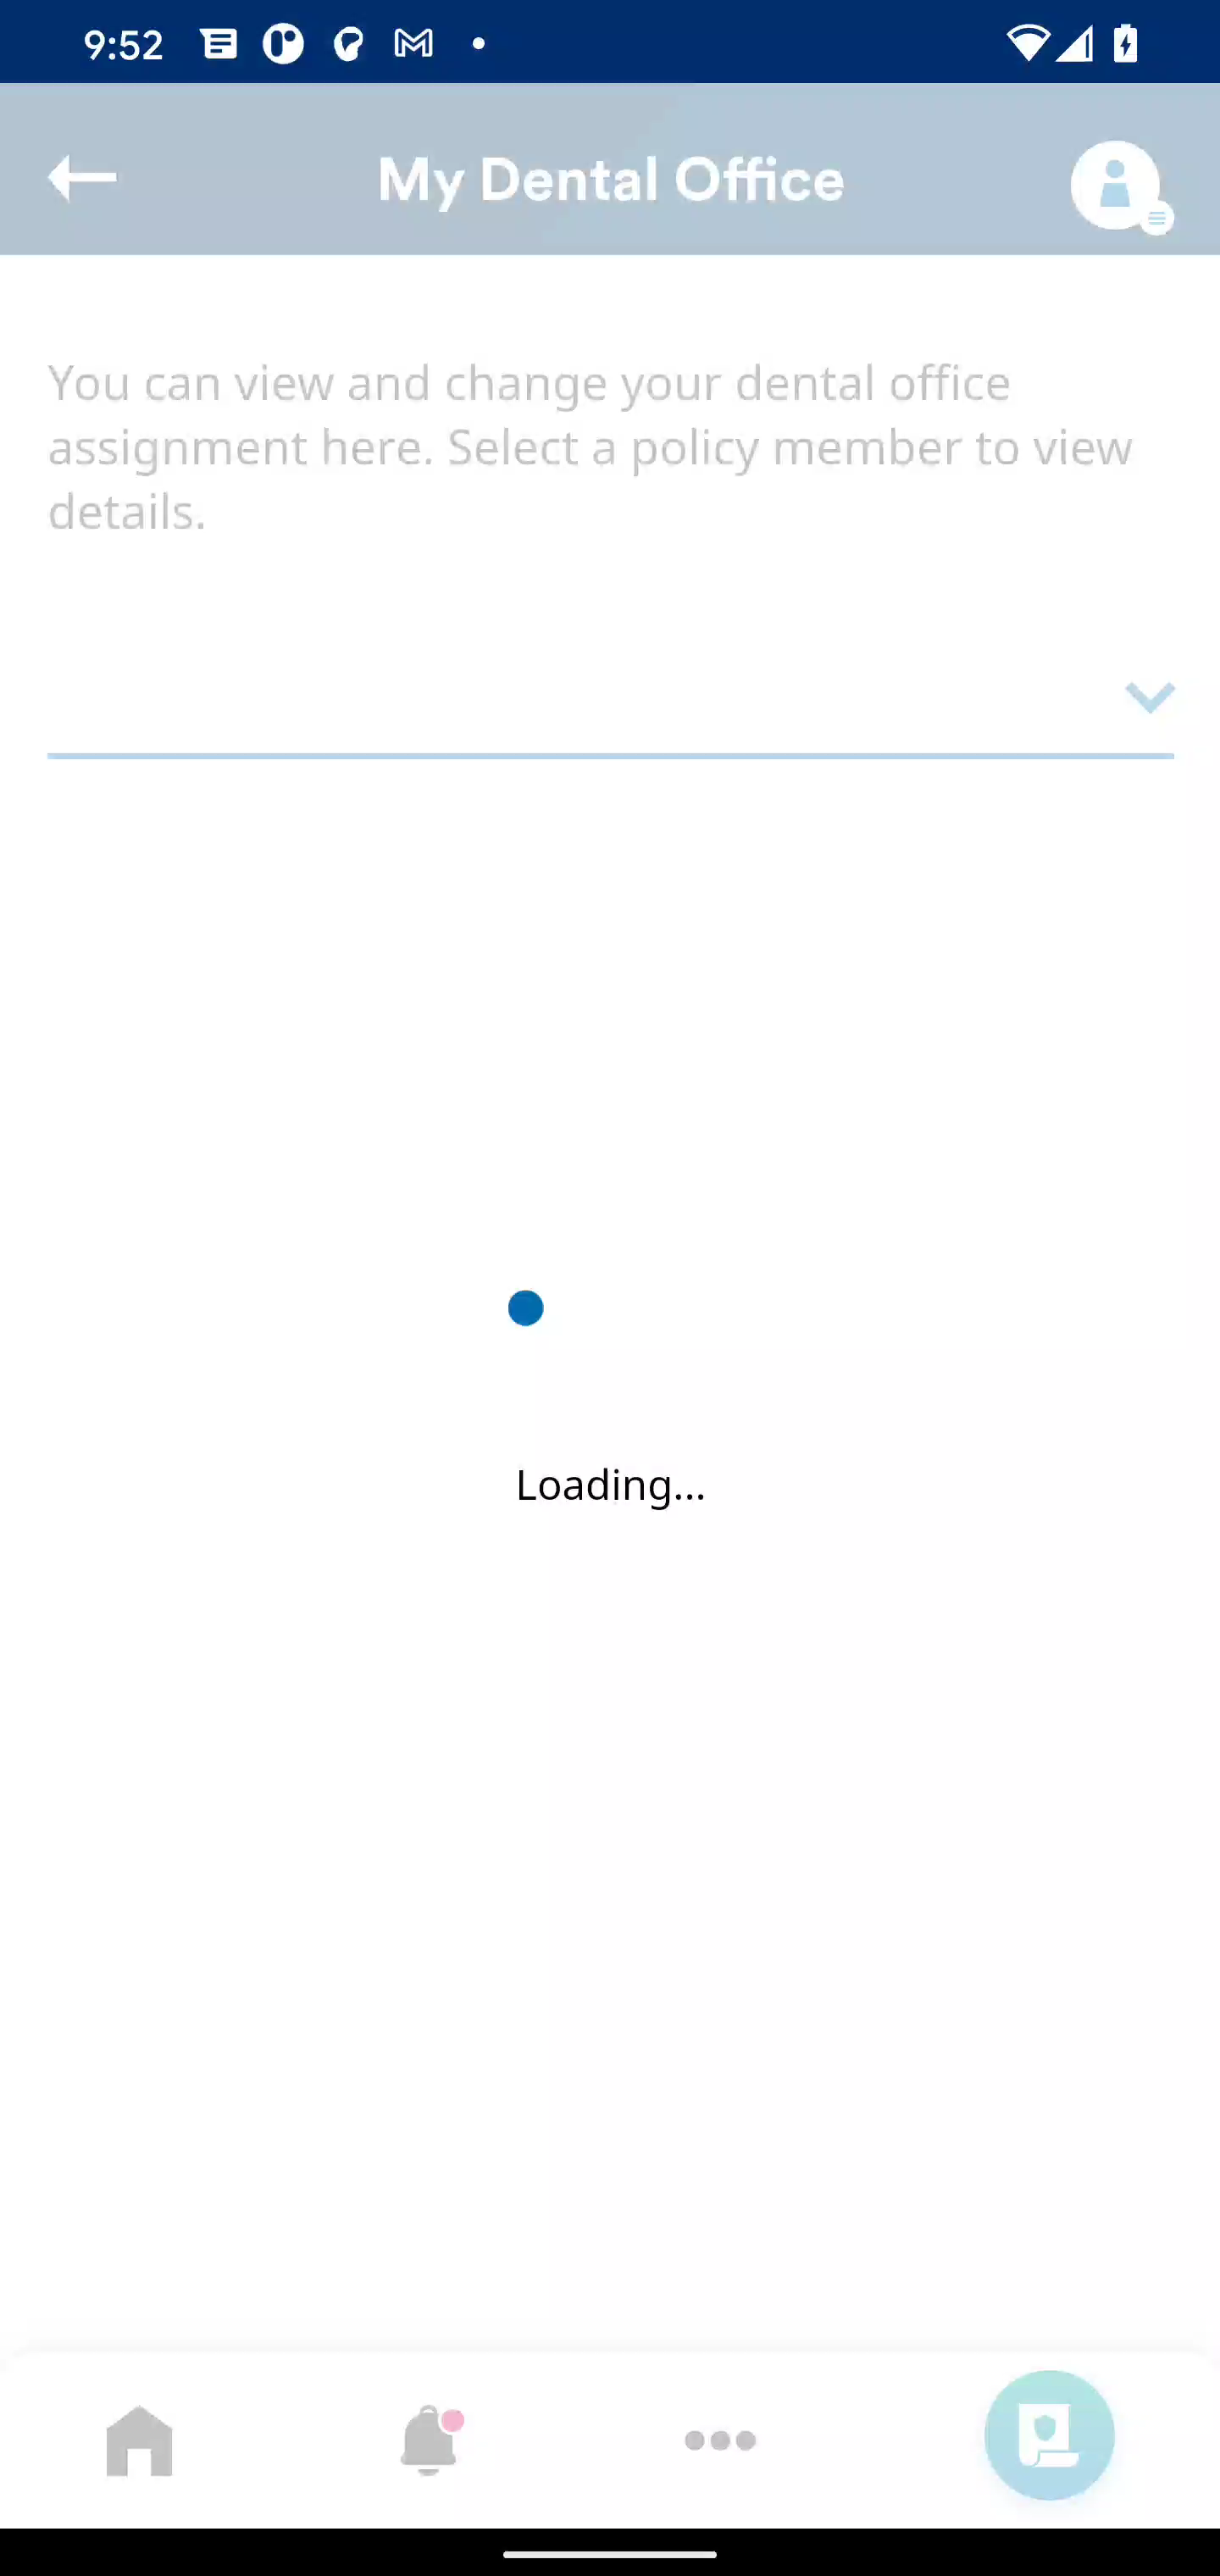 9:52
My Dental Office
You can view and change your dental office
assignment here. Select a policy member to view
details.
Loading...